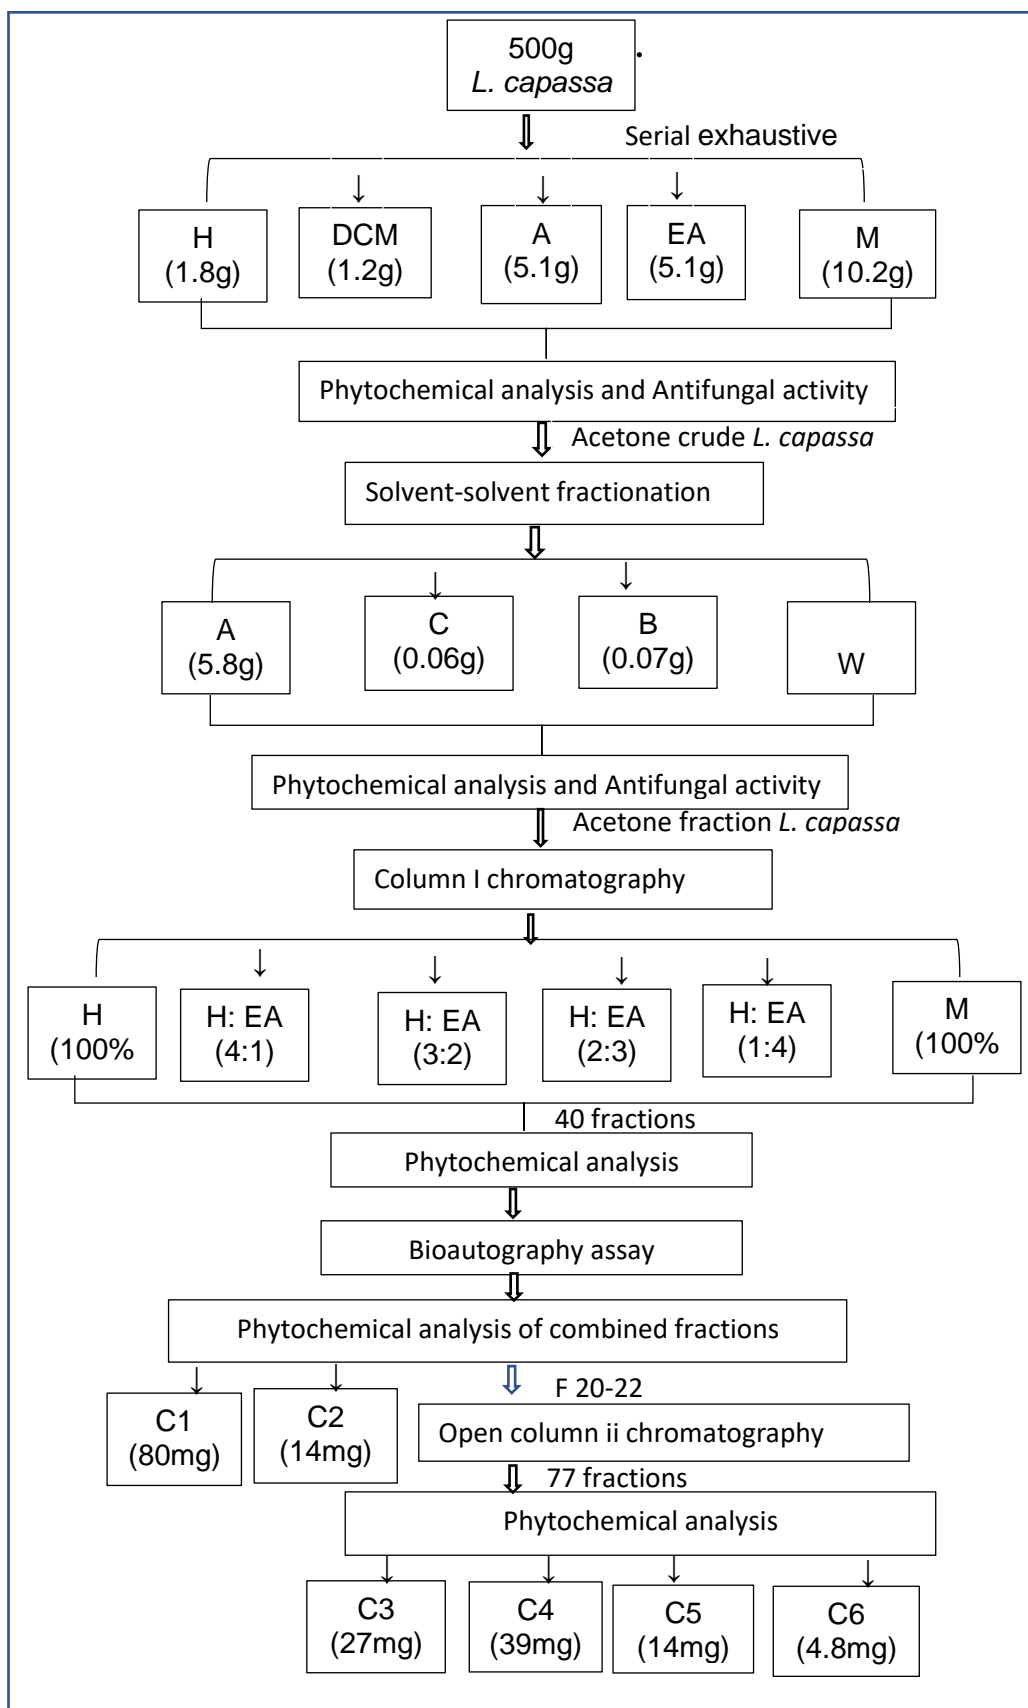 500g
L. capassa
Serial exhaustive
H
(1.8g)
DCM
(1.2g)
A
(5.1g)
EA
(5.1g)
M
(10.2g)
Phytochemical analysis and Antifungal activity
Acetone crude L. capassa
Solvent-solvent fractionation
A
(5.8g)
C
(0.06g)
B
(0.07g)
W
Phytochemical analysis and Antifungal activity
Acetone fraction L. capassa
Column I chromatography
H
(100%
H: EA
(4:1)
H: EA
(3:2)
H: EA
(2:3)
H: EA
(1:4)
M
(100%
40 fractions
Phytochemical analysis
Bioautography assay
Phytochemical analysis of combined fractions
F 20-22
C1
(80mg)
C2
(14mg)
Open column ii chromatography
77 fractions
Phytochemical analysis
C3
(27mg)
C4
(39mg)
C5
(14mg)
C6
(4.8mg)